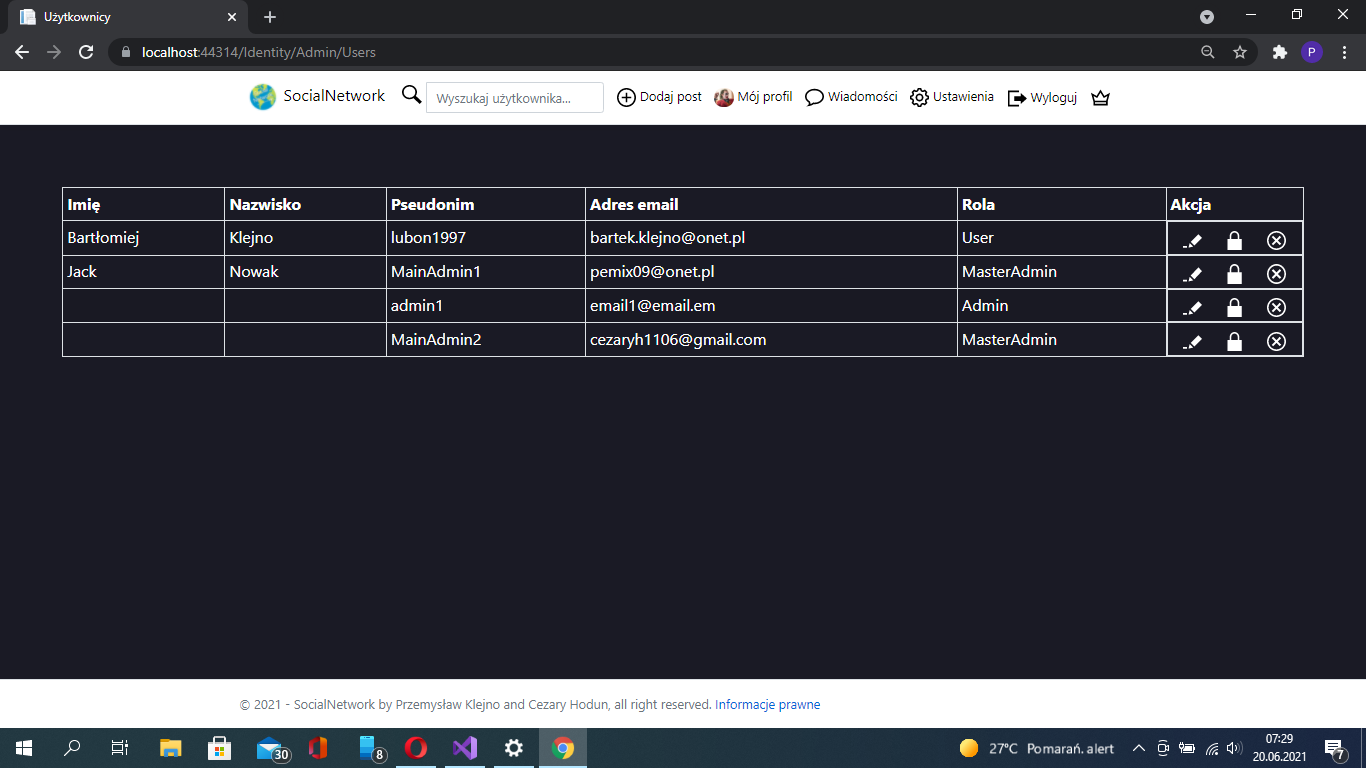 Użytkownicy
localhost:44314/Identity/Admin/Users
P
SocialNetwork
Wyszukaj użytkownika...
Dodaj post
Mój profil
Wiadomości
Ustawienia
Wyloguj
Imię Nazwisko Pseudonim Adres email Rola Akcja
Bartłomiej Klejno lubon1997 bartek.klejno@onet.pl User
Jack Nowak MainAdmin1 pemix09@onet.pl MasterAdmin
admin1 email1@email.em Admin
MainAdmin2 cezaryh1106@gmail.com MasterAdmin
© 2021 - SocialNetwork by Przemysław Klejno and Cezary Hodun, all right reserved. Informacje prawne
30
8
27°C Pomarań. alert
07:29
20.06.2021
7